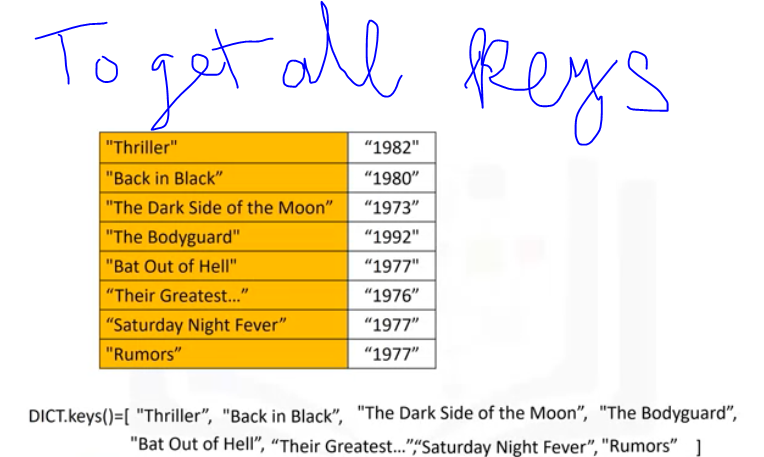 To get all keys
"Thriller" “1982"
"Back in Black” “1980”
"The Dark Side of the Moon” “1973”
"The Bodyguard" “1992"
"Bat Out of Hell" “1977"
“Their Greatest...” “1976”
“Saturday Night Fever” “1977”
"Rumors” “1977”
DICT.keys()=[ "Thriller”, "Back in Black”, "The Dark Side of the Moon”, "The Bodyguard”,
"Bat Out of Hell”, “Their Greatest...”,“Saturday Night Fever”, "Rumors” ]